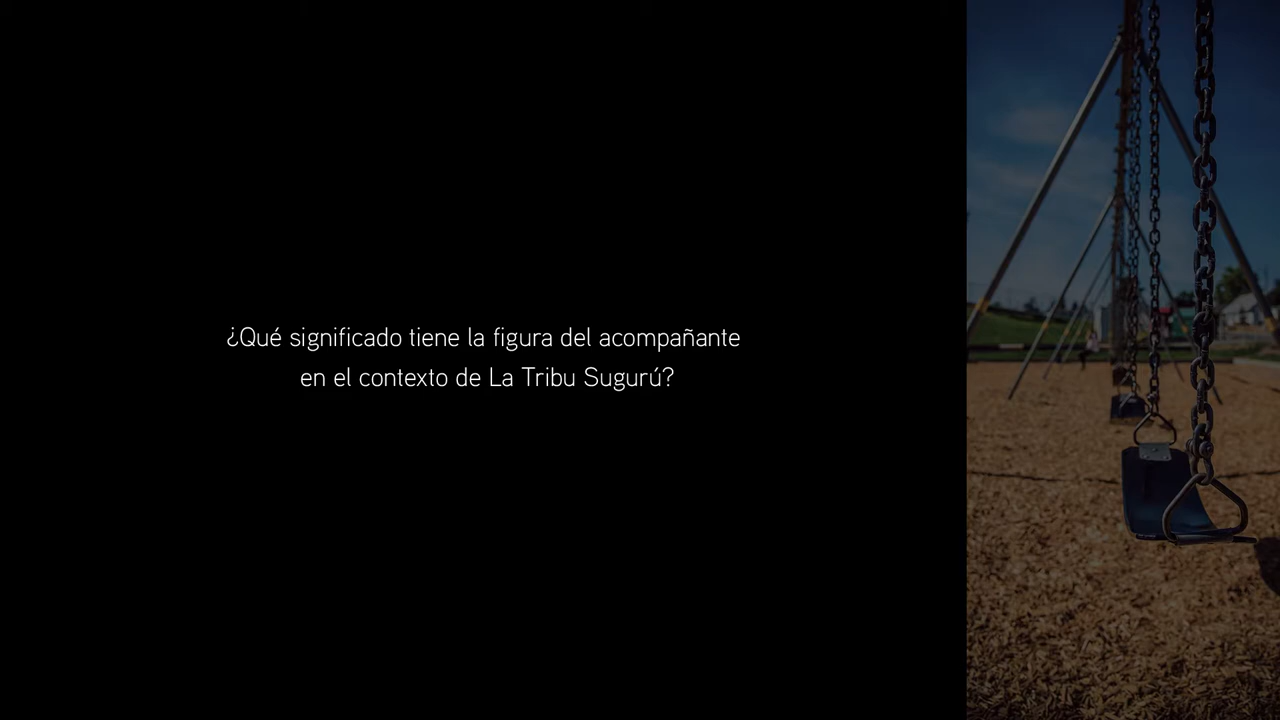 ¿Qué significado tiene la figura del acompañante
en el contexto de La Tribu Sugurú?